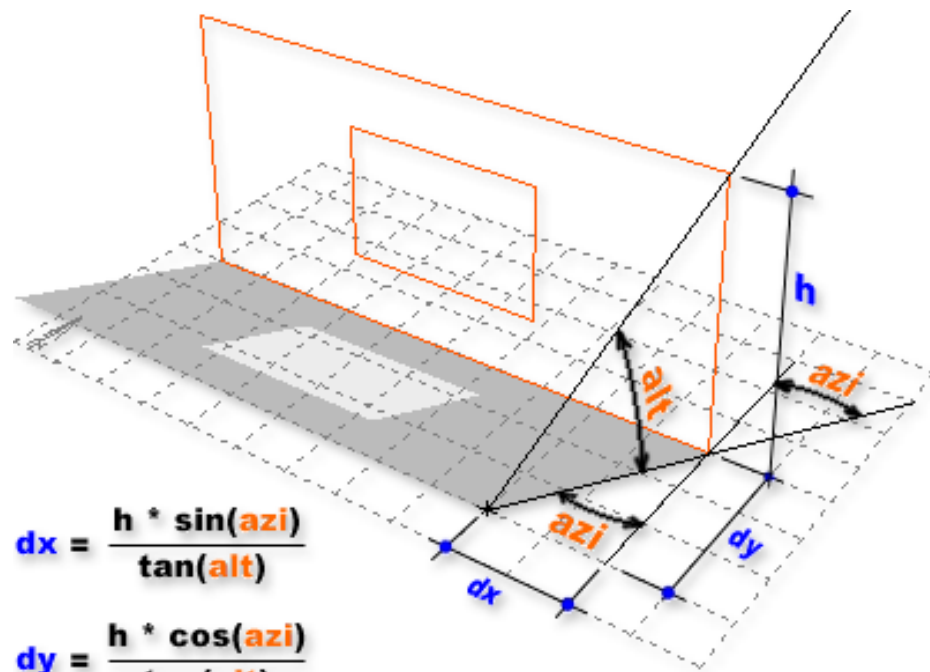 h
azi
alt
azi
dy
dx
dx = h * sin(azi)
tan(alt)
dy = h * cos(azi)